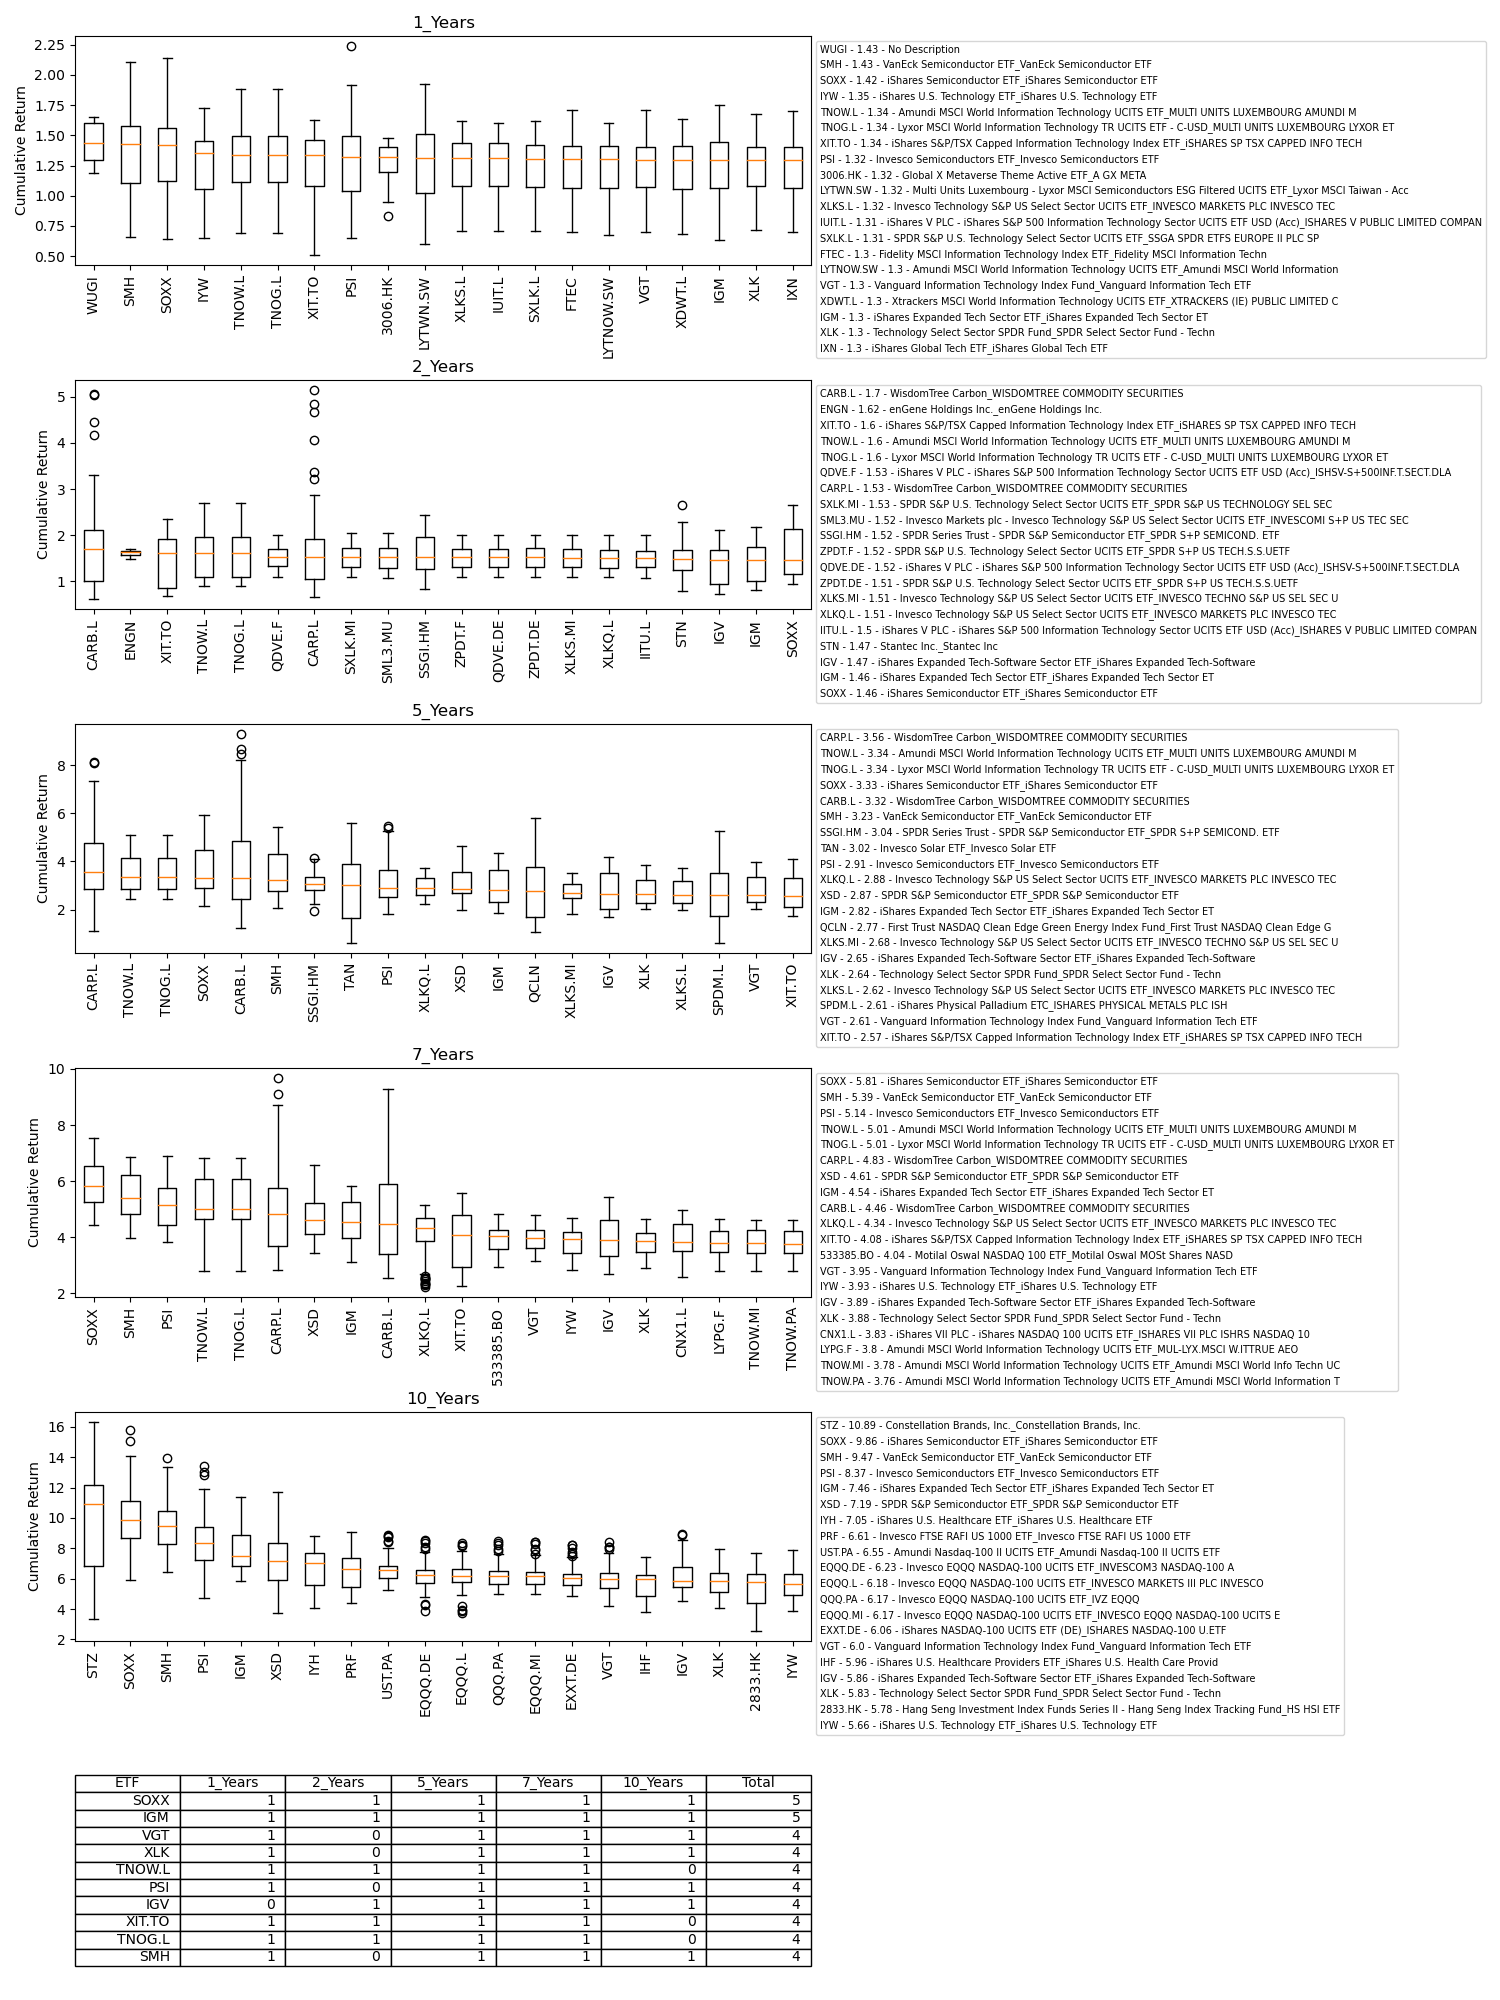 1_Years
2.25
2.00
1.75
1.50
1.25
1.00
0.75
0.50
Cumulative Return
WUGI
SMH
SOXX
IYW
TNOW.L
TNOG.L
XIT.TO
PSI
3006.HK
LYTWN.SW
XLKS.L
IUIT.L
SXLK.L
FTEC
LYTNOW.SW
VGT
XDWT.L
IGM
XLK
IXN
WUGI - 1.43 - No Description
SMH - 1.43 - VanEck Semiconductor ETF_VanEck Semiconductor ETF
SOXX - 1.42 - iShares Semiconductor ETF_iShares Semiconductor ETF
IYW - 1.35 - iShares U.S. Technology ETF_iShares U.S. Technology ETF
TNOW.L - 1.34 - Amundi MSCI World Information Technology UCITS ETF_MULTI UNITS LUXEMBOURG AMUNDI M
TNOG.L - 1.34 - Lyxor MSCI World Information Technology TR UCITS ETF - C-USD_MULTI UNITS LUXEMBOURG LYXOR ET
XIT.TO - 1.34 - iShares S&P/TSX Capped Information Technology Index ETF_iSHARES SP TSX CAPPED INFO TECH
PSI - 1.32 - Invesco Semiconductors ETF_Invesco Semiconductors ETF
3006.HK - 1.32 - Global X Metaverse Theme Active ETF_A GX META
LYTWN.SW - 1.32 - Multi Units Luxembourg - Lyxor MSCI Semiconductors ESG Filtered UCITS ETF_Lyxor MSCI Taiwan - Acc
XLKS.L - 1.32 - Invesco Technology S&P US Select Sector UCITS ETF_INVESCO MARKETS PLC INVESCO TEC
IUIT.L - 1.31 - iShares V PLC - iShares S&P 500 Information Technology Sector UCITS ETF USD (Acc)_ISHARES V PUBLIC LIMITED COMPAN
SXLK.L - 1.31 - SPDR S&P U.S. Technology Select Sector UCITS ETF_SSGA SPDR ETFS EUROPE II PLC SP
FTEC - 1.3 - Fidelity MSCI Information Technology Index ETF_Fidelity MSCI Information Techn
LYTNOW.SW - 1.3 - Amundi MSCI World Information Technology UCITS ETF_Amundi MSCI World Information
VGT - 1.3 - Vanguard Information Technology Index Fund_Vanguard Information Tech ETF
XDWT.L - 1.3 - Xtrackers MSCI World Information Technology UCITS ETF_XTRACKERS (IE) PUBLIC LIMITED C
IGM - 1.3 - iShares Expanded Tech Sector ETF_iShares Expanded Tech Sector ET
XLK - 1.3 - Technology Select Sector SPDR Fund_SPDR Select Sector Fund - Techn
IXN - 1.3 - iShares Global Tech ETF_iShares Global Tech ETF
2_Years
5
4
3
2
1
Cumulative Return
CARB.L
ENGN
XIT.TO
TNOW.L
TNOG.L
QDVE.F
CARP.L
SXLK.MI
SML3.MU
SSGI.HM
ZPDT.F
QDVE.DE
ZPDT.DE
XLKS.MI
XLKQ.L
IITU.L
STN
IGV
IGM
SOXX
CARB.L - 1.7 - WisdomTree Carbon_WISDOMTREE COMMODITY SECURITIES
ENGN - 1.62 - enGene Holdings Inc._enGene Holdings Inc.
XIT.TO - 1.6 - iShares S&P/TSX Capped Information Technology Index ETF_iSHARES SP TSX CAPPED INFO TECH
TNOW.L - 1.6 - Amundi MSCI World Information Technology UCITS ETF_MULTI UNITS LUXEMBOURG AMUNDI M
TNOG.L - 1.6 - Lyxor MSCI World Information Technology TR UCITS ETF - C-USD_MULTI UNITS LUXEMBOURG LYXOR ET
QDVE.F - 1.53 - iShares V PLC - iShares S&P 500 Information Technology Sector UCITS ETF USD (Acc)_ISHSV-S+500INF.T.SECT.DLA
CARP.L - 1.53 - WisdomTree Carbon_WISDOMTREE COMMODITY SECURITIES
SXLK.MI - 1.53 - SPDR S&P U.S. Technology Select Sector UCITS ETF_SPDR S&P US TECHNOLOGY SEL SEC
SML3.MU - 1.52 - Invesco Markets plc - Invesco Technology S&P US Select Sector UCITS ETF_INVESCOMI S+P US TEC SEC
SSGI.HM - 1.52 - SPDR Series Trust - SPDR S&P Semiconductor ETF_SPDR S+P SEMICOND. ETF
ZPDT.F - 1.52 - SPDR S&P U.S. Technology Select Sector UCITS ETF_SPDR S+P US TECH.S.S.UETF
QDVE.DE - 1.52 - iShares V PLC - iShares S&P 500 Information Technology Sector UCITS ETF USD (Acc)_ISHSV-S+500INF.T.SECT.DLA
ZPDT.DE - 1.51 - SPDR S&P U.S. Technology Select Sector UCITS ETF_SPDR S+P US TECH.S.S.UETF
XLKS.MI - 1.51 - Invesco Technology S&P US Select Sector UCITS ETF_INVESCO TECHNO S&P US SEL SEC U
XLKQ.L - 1.51 - Invesco Technology S&P US Select Sector UCITS ETF_INVESCO MARKETS PLC INVESCO TEC
IITU.L - 1.5 - iShares V PLC - iShares S&P 500 Information Technology Sector UCITS ETF USD (Acc)_ISHARES V PUBLIC LIMITED COMPAN
STN - 1.47 - Stantec Inc._Stantec Inc
IGV - 1.47 - iShares Expanded Tech-Software Sector ETF_iShares Expanded Tech-Software
IGM - 1.46 - iShares Expanded Tech Sector ETF_iShares Expanded Tech Sector ET
SOXX - 1.46 - iShares Semiconductor ETF_iShares Semiconductor ETF
5_Years
8
6
4
2
Cumulative Return
CARP.L
TNOW.L
TNOG.L
SOXX
CARB.L
SMH
SSGI.HM
TAN
PSI
XLKQ.L
XSD
IGM
QCLN
XLKS.MI
IGV
XLK
XLKS.L
SPDM.L
VGT
XIT.TO
CARP.L - 3.56 - WisdomTree Carbon_WISDOMTREE COMMODITY SECURITIES
TNOW.L - 3.34 - Amundi MSCI World Information Technology UCITS ETF_MULTI UNITS LUXEMBOURG AMUNDI M
TNOG.L - 3.34 - Lyxor MSCI World Information Technology TR UCITS ETF - C-USD_MULTI UNITS LUXEMBOURG LYXOR ET
SOXX - 3.33 - iShares Semiconductor ETF_iShares Semiconductor ETF
CARB.L - 3.32 - WisdomTree Carbon_WISDOMTREE COMMODITY SECURITIES
SMH - 3.23 - VanEck Semiconductor ETF_VanEck Semiconductor ETF
SSGI.HM - 3.04 - SPDR Series Trust - SPDR S&P Semiconductor ETF_SPDR S+P SEMICOND. ETF
TAN - 3.02 - Invesco Solar ETF_Invesco Solar ETF
PSI - 2.91 - Invesco Semiconductors ETF_Invesco Semiconductors ETF
XLKQ.L - 2.88 - Invesco Technology S&P US Select Sector UCITS ETF_INVESCO MARKETS PLC INVESCO TEC
XSD - 2.87 - SPDR S&P Semiconductor ETF_SPDR S&P Semiconductor ETF
IGM - 2.82 - iShares Expanded Tech Sector ETF_iShares Expanded Tech Sector ET
QCLN - 2.77 - First Trust NASDAQ Clean Edge Green Energy Index Fund_First Trust NASDAQ Clean Edge G
XLKS.MI - 2.68 - Invesco Technology S&P US Select Sector UCITS ETF_INVESCO TECHNO S&P US SEL SEC U
IGV - 2.65 - iShares Expanded Tech-Software Sector ETF_iShares Expanded Tech-Software
XLK - 2.64 - Technology Select Sector SPDR Fund_SPDR Select Sector Fund - Techn
XLKS.L - 2.62 - Invesco Technology S&P US Select Sector UCITS ETF_INVESCO MARKETS PLC INVESCO TEC
SPDM.L - 2.61 - iShares Physical Palladium ETC_ISHARES PHYSICAL METALS PLC ISH
VGT - 2.61 - Vanguard Information Technology Index Fund_Vanguard Information Tech ETF
XIT.TO - 2.57 - iShares S&P/TSX Capped Information Technology Index ETF_iSHARES SP TSX CAPPED INFO TECH
7_Years
10
8
6
4
2
Cumulative Return
SOXX
SMH
PSI
TNOW.L
TNOG.L
CARP.L
XSD
IGM
CARB.L
XLKQ.L
XIT.TO
533385.BO
VGT
IYW
IGV
XLK
CNX1.L
LYPG.F
TNOW.MI
TNOW.PA
SOXX - 5.81 - iShares Semiconductor ETF_iShares Semiconductor ETF
SMH - 5.39 - VanEck Semiconductor ETF_VanEck Semiconductor ETF
PSI - 5.14 - Invesco Semiconductors ETF_Invesco Semiconductors ETF
TNOW.L - 5.01 - Amundi MSCI World Information Technology UCITS ETF_MULTI UNITS LUXEMBOURG AMUNDI M
TNOG.L - 5.01 - Lyxor MSCI World Information Technology TR UCITS ETF - C-USD_MULTI UNITS LUXEMBOURG LYXOR ET
CARP.L - 4.83 - WisdomTree Carbon_WISDOMTREE COMMODITY SECURITIES
XSD - 4.61 - SPDR S&P Semiconductor ETF_SPDR S&P Semiconductor ETF
IGM - 4.54 - iShares Expanded Tech Sector ETF_iShares Expanded Tech Sector ET
CARB.L - 4.46 - WisdomTree Carbon_WISDOMTREE COMMODITY SECURITIES
XLKQ.L - 4.34 - Invesco Technology S&P US Select Sector UCITS ETF_INVESCO MARKETS PLC INVESCO TEC
XIT.TO - 4.08 - iShares S&P/TSX Capped Information Technology Index ETF_iSHARES SP TSX CAPPED INFO TECH
533385.BO - 4.04 - Motilal Oswal NASDAQ 100 ETF_Motilal Oswal MOSt Shares NASD
VGT - 3.95 - Vanguard Information Technology Index Fund_Vanguard Information Tech ETF
IYW - 3.93 - iShares U.S. Technology ETF_iShares U.S. Technology ETF
IGV - 3.89 - iShares Expanded Tech-Software Sector ETF_iShares Expanded Tech-Software
XLK - 3.88 - Technology Select Sector SPDR Fund_SPDR Select Sector Fund - Techn
CNX1.L - 3.83 - iShares VII PLC - iShares NASDAQ 100 UCITS ETF_ISHARES VII PLC ISHRS NASDAQ 10
LYPG.F - 3.8 - Amundi MSCI World Information Technology UCITS ETF_MUL-LYX.MSCI W.ITTRUE AEO
TNOW.MI - 3.78 - Amundi MSCI World Information Technology UCITS ETF_Amundi MSCI World Info Techn UC
TNOW.PA - 3.76 - Amundi MSCI World Information Technology UCITS ETF_Amundi MSCI World Information T
10_Years
16
14
12
10
8
6
4
2
Cumulative Return
STZ
SOXX
SMH
PSI
IGM
XSD
IYH
PRF
UST.PA
EQQQ.DE
EQQQ.L
QQQ.PA
EQQQ.MI
EXXT.DE
VGT
IHF
IGV
XLK
2833.HK
IYW
STZ - 10.89 - Constellation Brands, Inc._Constellation Brands, Inc.
SOXX - 9.86 - iShares Semiconductor ETF_iShares Semiconductor ETF
SMH - 9.47 - VanEck Semiconductor ETF_VanEck Semiconductor ETF
PSI - 8.37 - Invesco Semiconductors ETF_Invesco Semiconductors ETF
IGM - 7.46 - iShares Expanded Tech Sector ETF_iShares Expanded Tech Sector ET
XSD - 7.19 - SPDR S&P Semiconductor ETF_SPDR S&P Semiconductor ETF
IYH - 7.05 - iShares U.S. Healthcare ETF_iShares U.S. Healthcare ETF
PRF - 6.61 - Invesco FTSE RAFI US 1000 ETF_Invesco FTSE RAFI US 1000 ETF
UST.PA - 6.55 - Amundi Nasdaq-100 II UCITS ETF_Amundi Nasdaq-100 II UCITS ETF
EQQQ.DE - 6.23 - Invesco EQQQ NASDAQ-100 UCITS ETF_INVESCOM3 NASDAQ-100 A
EQQQ.L - 6.18 - Invesco EQQQ NASDAQ-100 UCITS ETF_INVESCO MARKETS III PLC INVESCO
QQQ.PA - 6.17 - Invesco EQQQ NASDAQ-100 UCITS ETF_IVZ EQQQ
EQQQ.MI - 6.17 - Invesco EQQQ NASDAQ-100 UCITS ETF_INVESCO EQQQ NASDAQ-100 UCITS E
EXXT.DE - 6.06 - iShares NASDAQ-100 UCITS ETF (DE)_ISHARES NASDAQ-100 U.ETF
VGT - 6.0 - Vanguard Information Technology Index Fund_Vanguard Information Tech ETF
IHF - 5.96 - iShares U.S. Healthcare Providers ETF_iShares U.S. Health Care Provid
IGV - 5.86 - iShares Expanded Tech-Software Sector ETF_iShares Expanded Tech-Software
XLK - 5.83 - Technology Select Sector SPDR Fund_SPDR Select Sector Fund - Techn
2833.HK - 5.78 - Hang Seng Investment Index Funds Series II - Hang Seng Index Tracking Fund_HS HSI ETF
IYW - 5.66 - iShares U.S. Technology ETF_iShares U.S. Technology ETF
ETF 1_Years 2_Years 5_Years 7_Years 10_Years Total
SOXX 1 1 1 1 1 5
IGM 1 1 1 1 1 5
VGT 1 0 1 1 1 4
XLK 1 0 1 1 1 4
TNOW.L 1 1 1 1 0 4
PSI 1 0 1 1 1 4
IGV 0 1 1 1 1 4
XIT.TO 1 1 1 1 0 4
TNOG.L 1 1 1 1 0 4
SMH 1 0 1 1 1 4